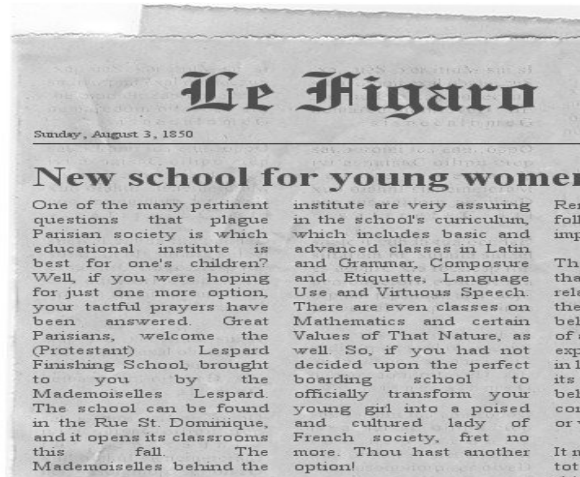 Le Figaro
Sunday, August 3, 1850
New school for young women
One of the many pertinent
questions that plague
Parisian society is which
educational institute is
best for one's children?
Well, if you were hoping
for just one more option,
your tactful prayers have
been answered. Great
Parisians, welcome the
(Protestant) Lespard
Finishing School, brought
to you by the
Mademoiselles Lespard.
The school can be found
in the Rue St. Dominique,
and it opens its classrooms
this fall. The
Mademoiselles behind the
institute are very assuring
in the school's curiculum,
which includes basic and
advanced classes in Latin
and Grammar, Composure
and Etiquette, Language
Use and Virtuous Speech.
There are even classes on
Mathematics and certain
Values of That Nature, as
well. So, if you had not
decided upon the perfect
boarding school to
officially transform your
young girl into a poised
and cultured lady of
French society, fret no
more. Thou hast another
option!